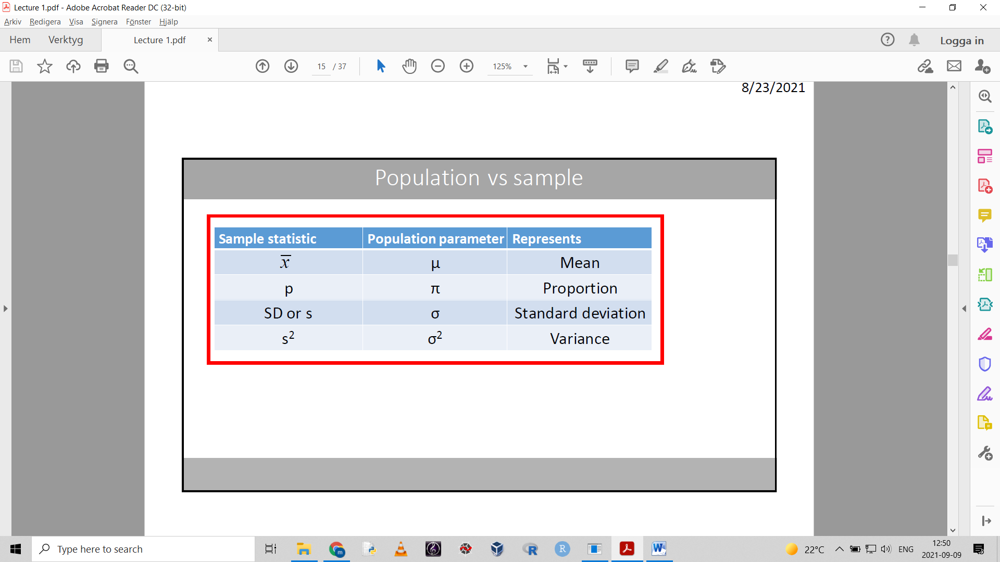 Lecture 1.pdf - Adobe Acrobat Reader DC (32-bit)
Arkiv Redigera Visa Signera Fönster Hjälp
Hem Verktyg Lecture 1.pdf × Logga in
15 / 37 125%
8/23/2021
Population vs sample
Sample statistic Population parameter Represents
x̅ μ Mean
p π Proportion
SD or s σ Standard deviation
s² σ² Variance
Type here to search
22°C ENG 12:50
2021-09-09